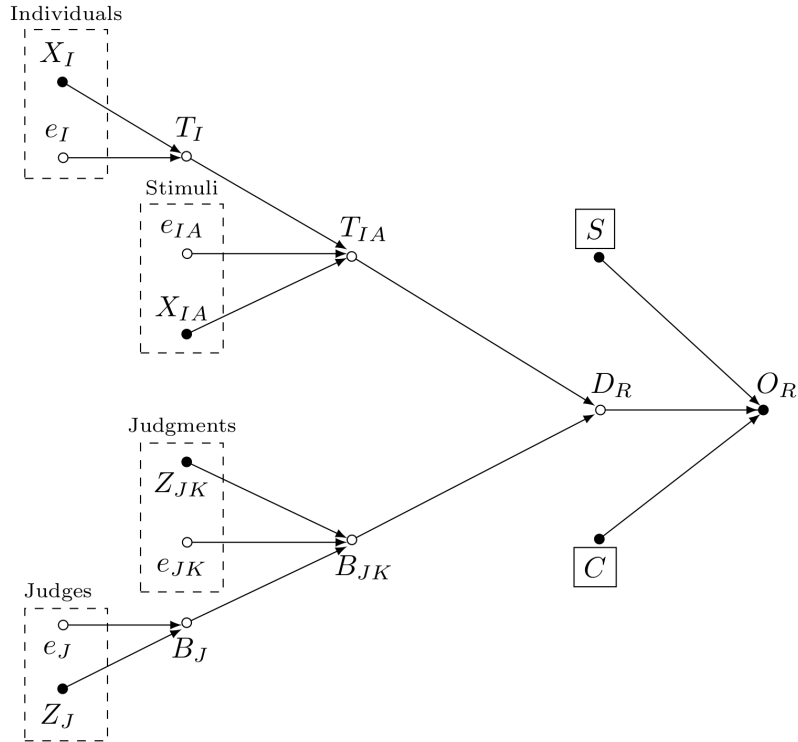 Individuals
X_I
e_I
T_I
Stimuli
e_{IA}
T_{IA}
S
X_{IA}
D_R
O_R
Judgments
Z_{JK}
e_{JK}
B_{JK}
C
Judges
e_J
B_J
Z_J